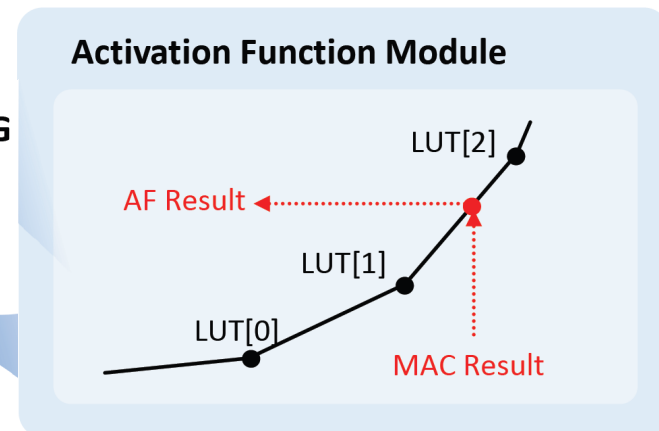 Activation Function Module
G
LUT[2]
AF Result
LUT[1]
LUT[0]
MAC Result